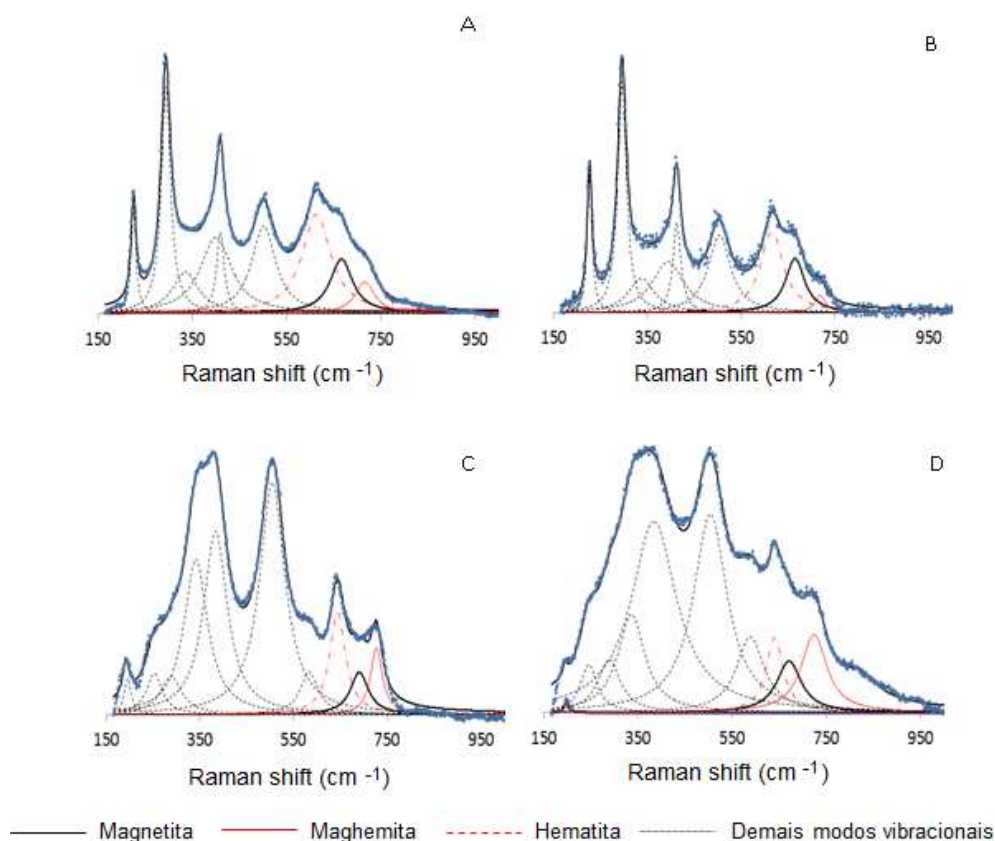 A
B
150 350 550 750 950
150 350 550 750 950
Raman shift (cm -1)
Raman shift (cm -1)
C
D
150 350 550 750 950
150 350 550 750 950
Raman shift (cm -1)
Raman shift (cm -1)
Magnetita Maghemita Hematita Demais modos vibracionais